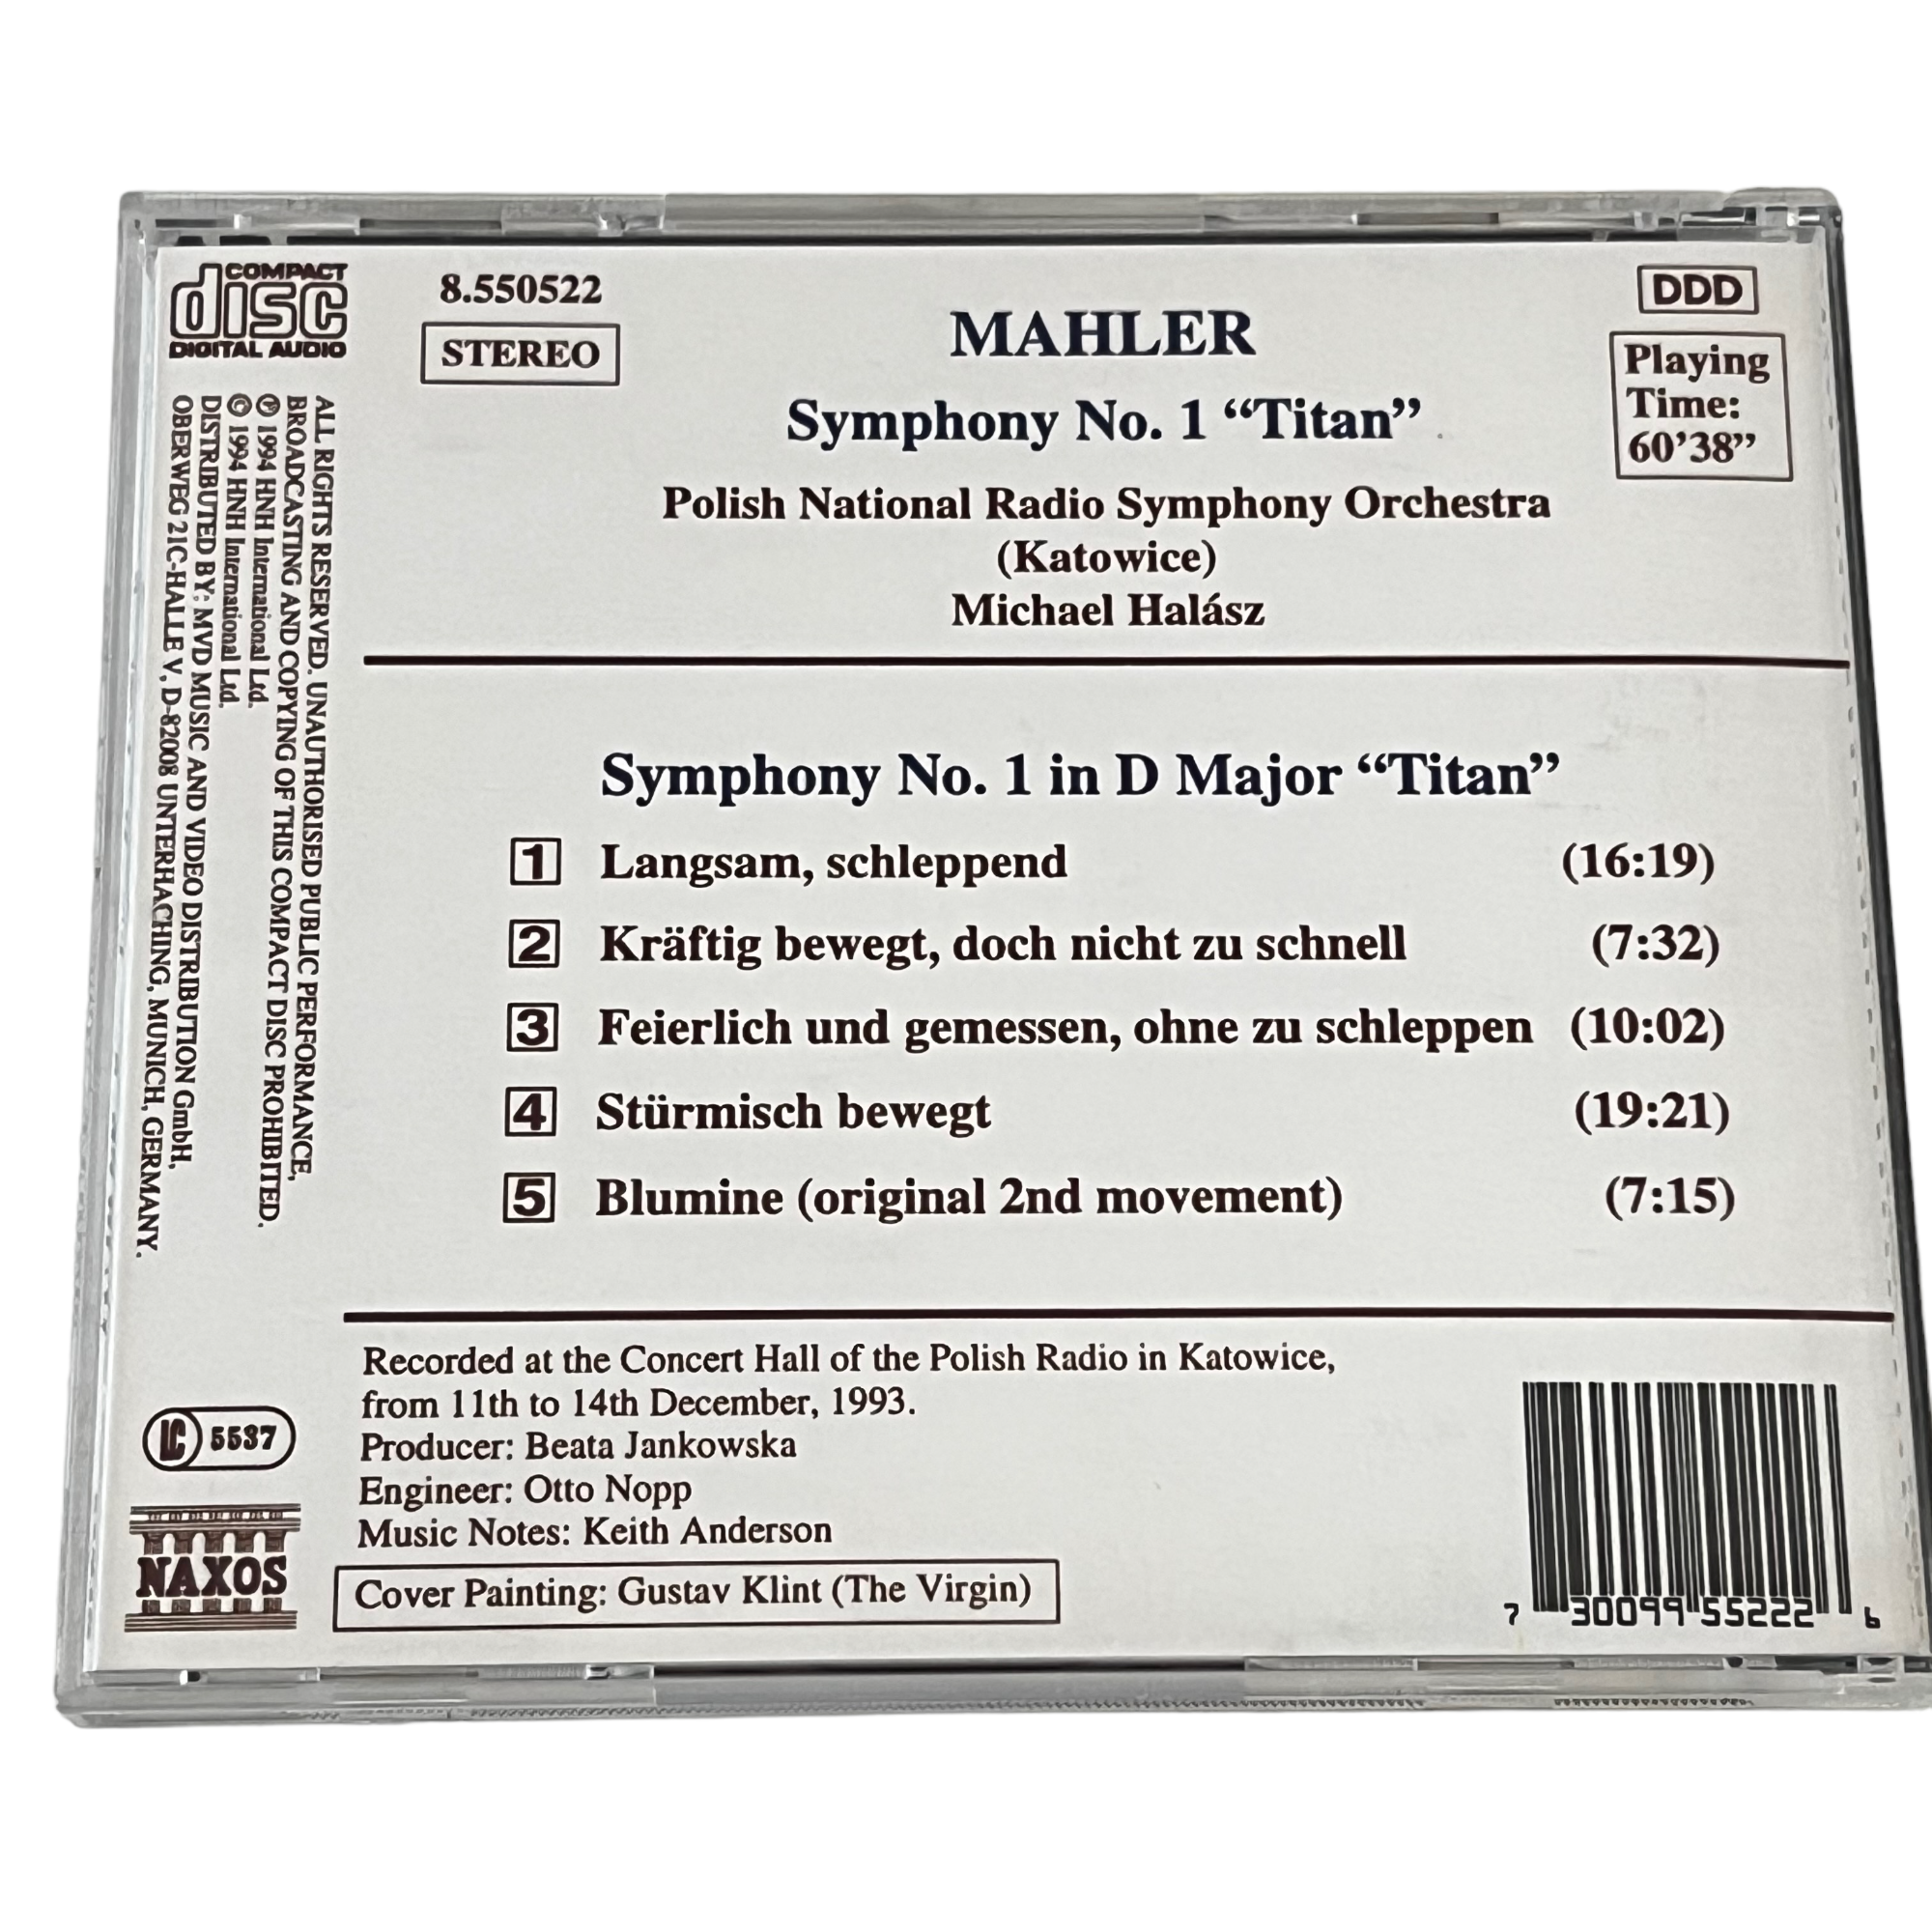 COMPACT
disc
DIGITAL AUDIO
8.550522
STEREO
MAHLER
Symphony No. 1 “Titan”
Polish National Radio Symphony Orchestra
(Katowice)
Michael Halász
DDD
Playing
Time:
60’38”
ALL RIGHTS RESERVED. UNAUTHORISED PUBLIC PERFORMANCE,
BROADCASTING AND COPYING OF THIS COMPACT DISC PROHIBITED.
℗ 1994 HNH International Ltd.
© 1994 HNH International Ltd.
DISTRIBUTED BY: MVD MUSIC AND VIDEO DISTRIBUTION GmbH,
OBERWEG 21C-HALLE V, D-82008 UNTERHACHING, MUNICH, GERMANY.
Symphony No. 1 in D Major “Titan”
1 Langsam, schleppend (16:19)
2 Kräftig bewegt, doch nicht zu schnell (7:32)
3 Feierlich und gemessen, ohne zu schleppen (10:02)
4 Stürmisch bewegt (19:21)
5 Blumine (original 2nd movement) (7:15)
Recorded at the Concert Hall of the Polish Radio in Katowice,
from 11th to 14th December, 1993.
Producer: Beata Jankowska
Engineer: Otto Nopp
Music Notes: Keith Anderson
Cover Painting: Gustav Klint (The Virgin)
LC 5537
NAXOS
7 30099 55222 6